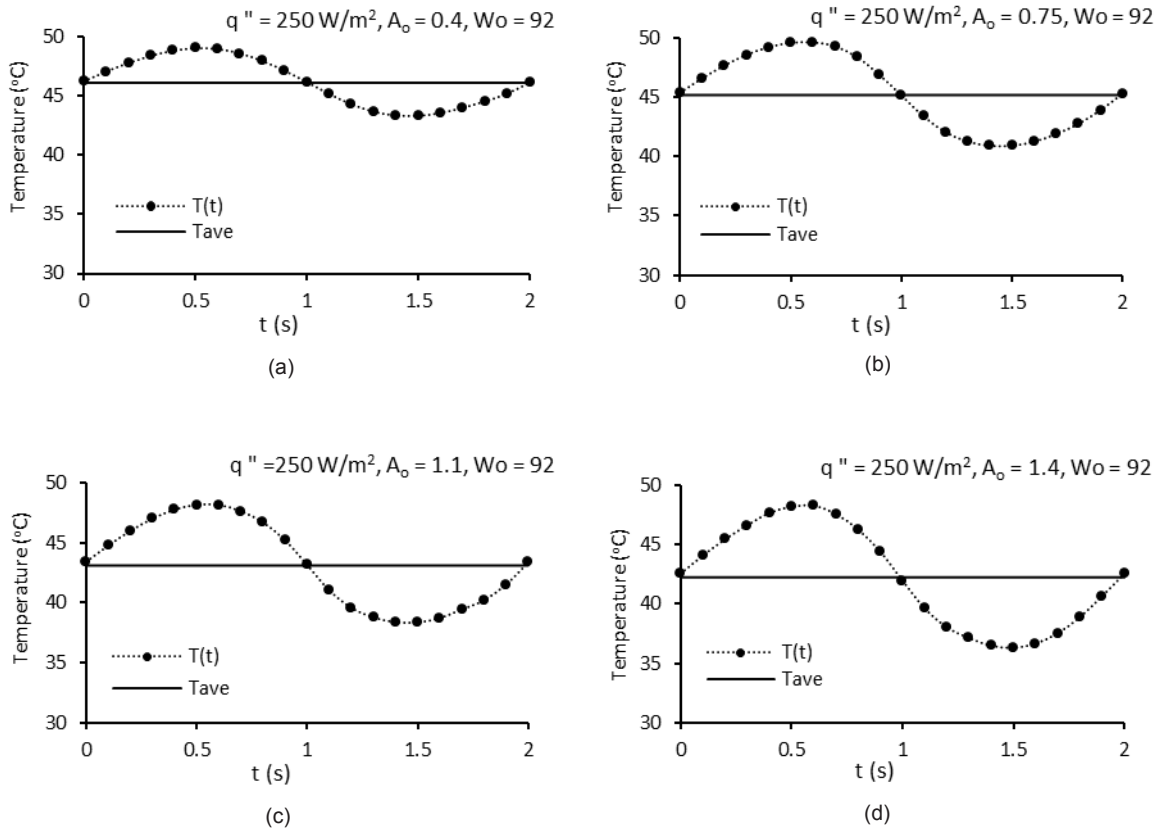 q " = 250 W/m², Aₒ = 0.4, Wo = 92
Temperature (°C)
50
45
40
35
30
T(t)
Tave
0 0.5 1 1.5 2
t (s)
(a)
q " = 250 W/m², Aₒ = 0.75, Wo = 92
Temperature (°C)
50
45
40
35
30
T(t)
Tave
0 0.5 1 1.5 2
t (s)
(b)
q " =250 W/m², Aₒ = 1.1, Wo = 92
Temperature (°C)
50
45
40
35
30
T(t)
Tave
0 0.5 1 1.5 2
t (s)
(c)
q " = 250 W/m², Aₒ = 1.4, Wo = 92
Temperature (°C)
50
45
40
35
30
T(t)
Tave
0 0.5 1 1.5 2
t (s)
(d)